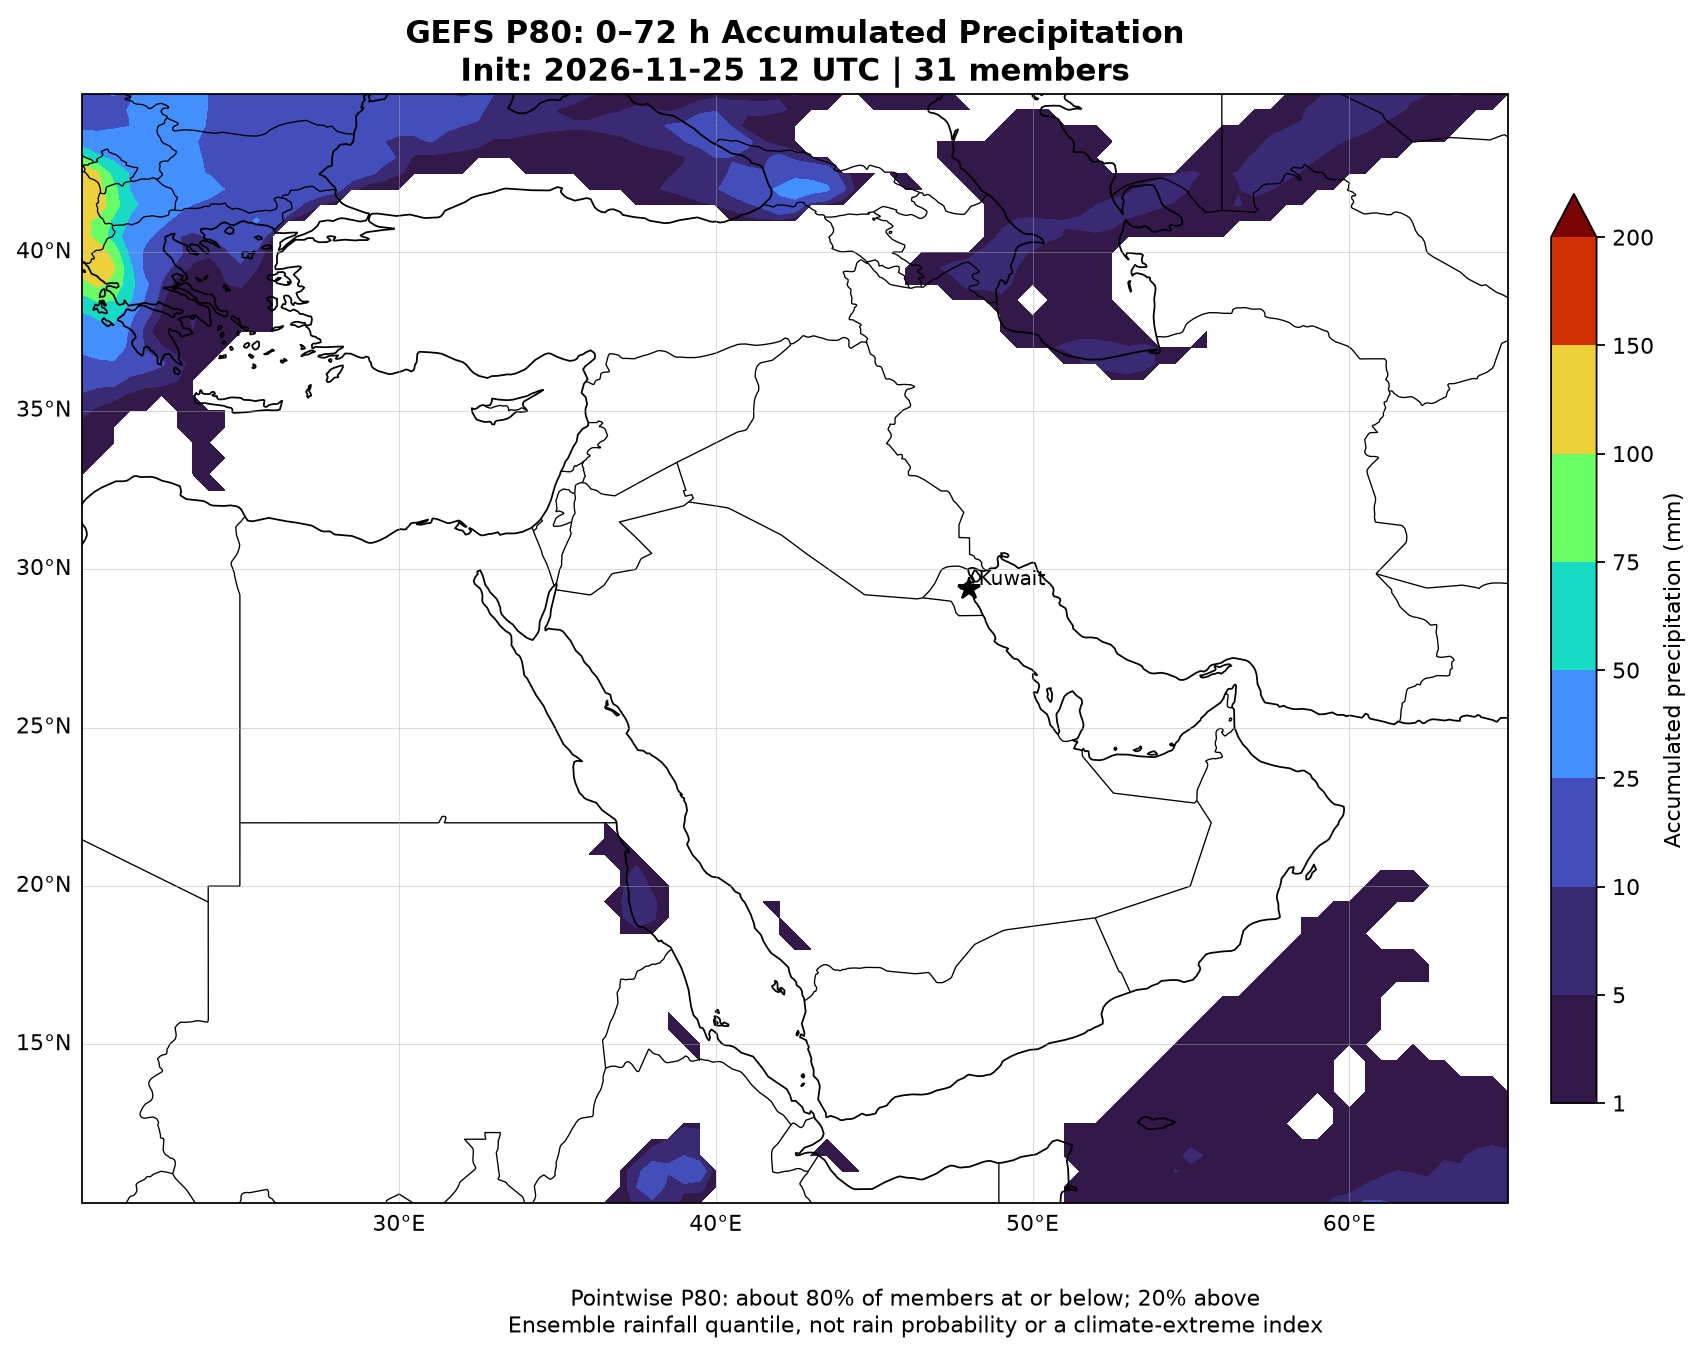 GEFS P80: 0–72 h Accumulated Precipitation
Init: 2026-11-25 12 UTC | 31 members
40°N
35°N
30°N
25°N
20°N
15°N
Kuwait
30°E
40°E
50°E
60°E
200
150
100
75
50
25
10
5
1
Accumulated precipitation (mm)
Pointwise P80: about 80% of members at or below; 20% above
Ensemble rainfall quantile, not rain probability or a climate-extreme index